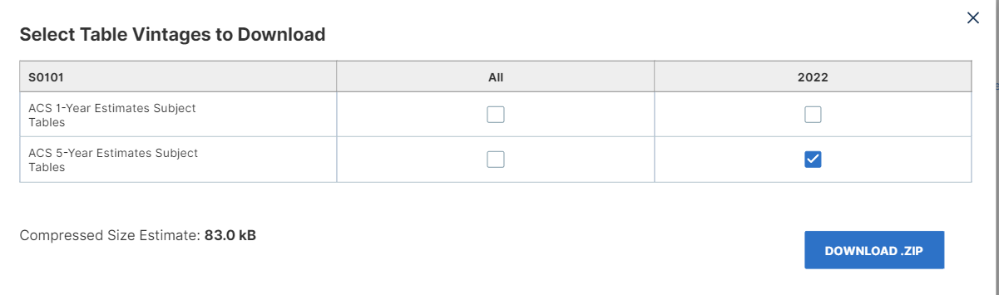 Select Table Vintages to Download
S0101 All 2022
ACS 1-Year Estimates Subject
Tables
ACS 5-Year Estimates Subject
Tables
Compressed Size Estimate: 83.0 kB
DOWNLOAD .ZIP